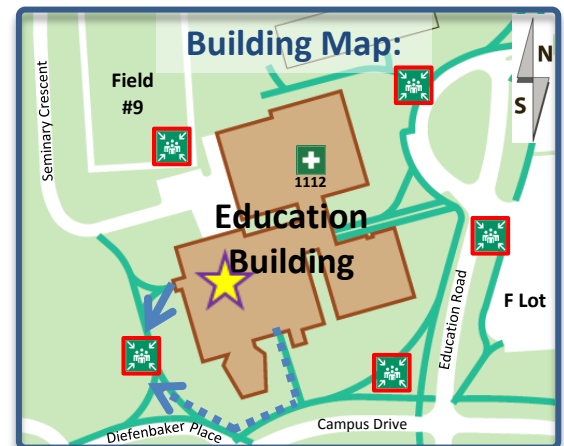 Building Map:
N
S
Field
#9
Seminary Crescent
1112
Education
Building
F Lot
Education Road
Campus Drive
Diefenbaker Place